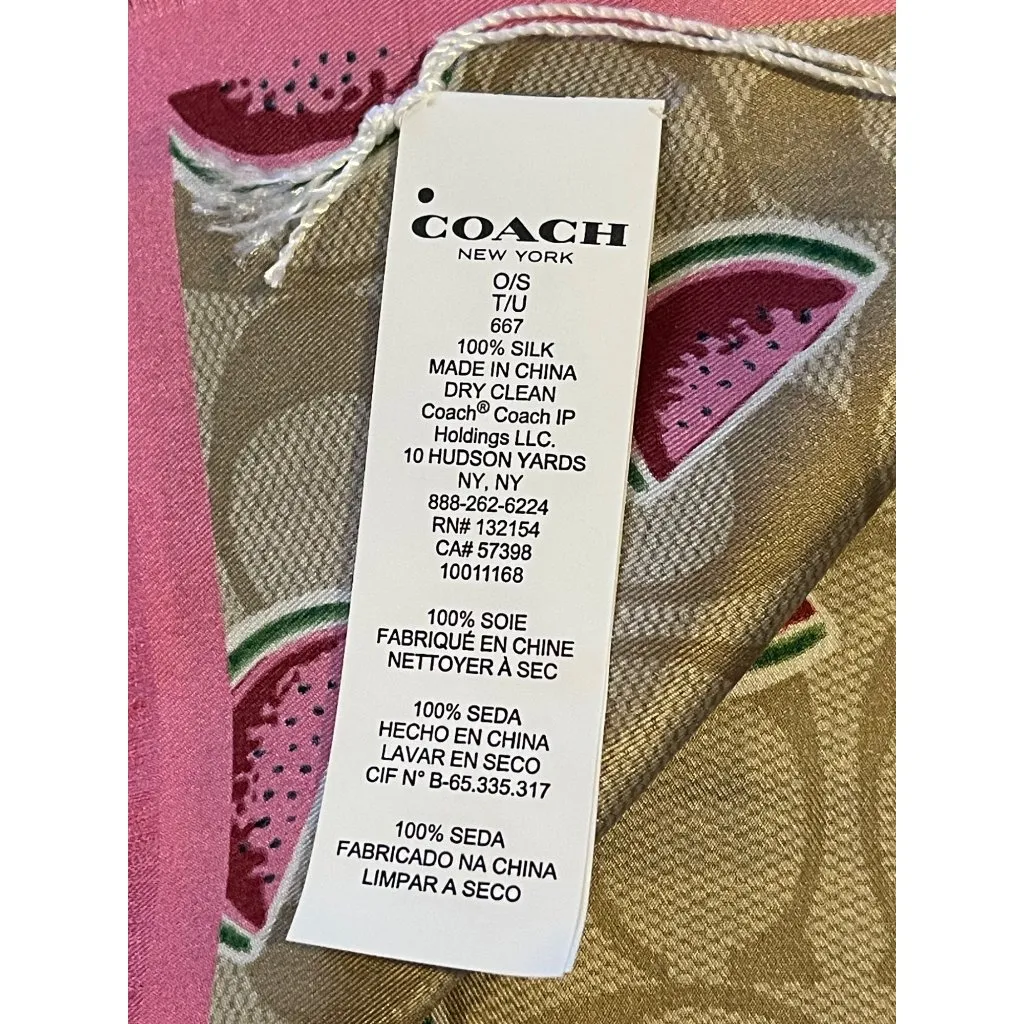 COACH
NEW YORK
O/S
T/U
667
100% SILK
MADE IN CHINA
DRY CLEAN
Coach® Coach IP
Holdings LLC.
10 HUDSON YARDS
NY, NY
888-262-6224
RN# 132154
CA# 57398
10011168
100% SOIE
FABRIQUÉ EN CHINE
NETTOYER À SEC
100% SEDA
HECHO EN CHINA
LAVAR EN SECO
CIF N° B-65.335.317
100% SEDA
FABRICADO NA CHINA
LIMPAR A SECO